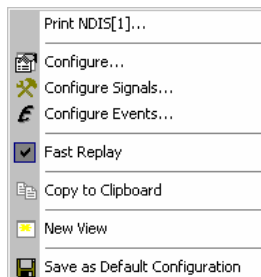 Print NDIS[1]...
Configure...
Configure Signals...
Configure Events...
Fast Replay
Copy to Clipboard
New View
Save as Default Configuration